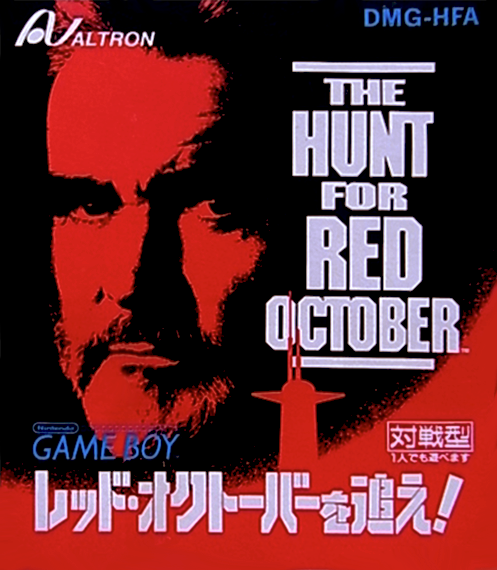 ALTRON
DMG-HFA
THE
HUNT
FOR
RED
OCTOBER
TM
Nintendo
GAME BOY
対戦型
1人でも遊べます
レッド・オクトーバーを追え!